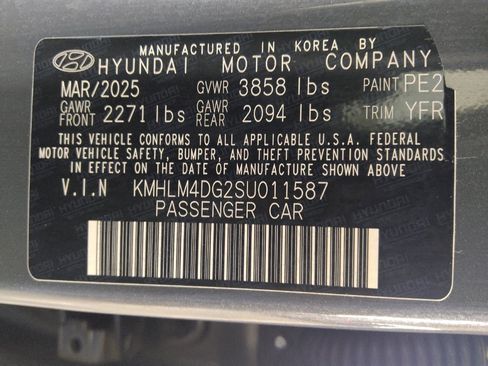 MANUFACTURED IN KOREA BY
HYUNDAI MOTOR COMPANY
MAR/2025 GVWR 3858 lbs PAINT PE2
GAWR FRONT 2271 lbs GAWR REAR 2094 lbs TRIM YFR
THIS VEHICLE CONFORMS TO ALL APPLICABLE U.S.A. FEDERAL
MOTOR VEHICLE SAFETY, BUMPER, AND THEFT PREVENTION
STANDARDS IN EFFECT ON THE DATE OF MANUFACTURE SHOWN ABOVE
V.I.N KMHLM4DG2SU011587
PASSENGER CAR